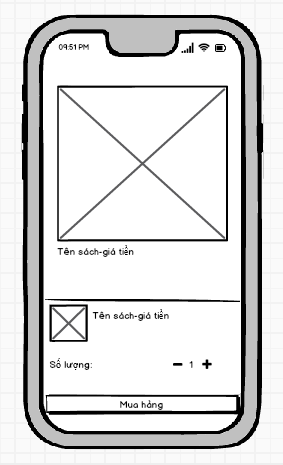 09:51 PM
Tên sách-giá tiền
Tên sách-giá tiền
Số lượng:
1
Mua hàng